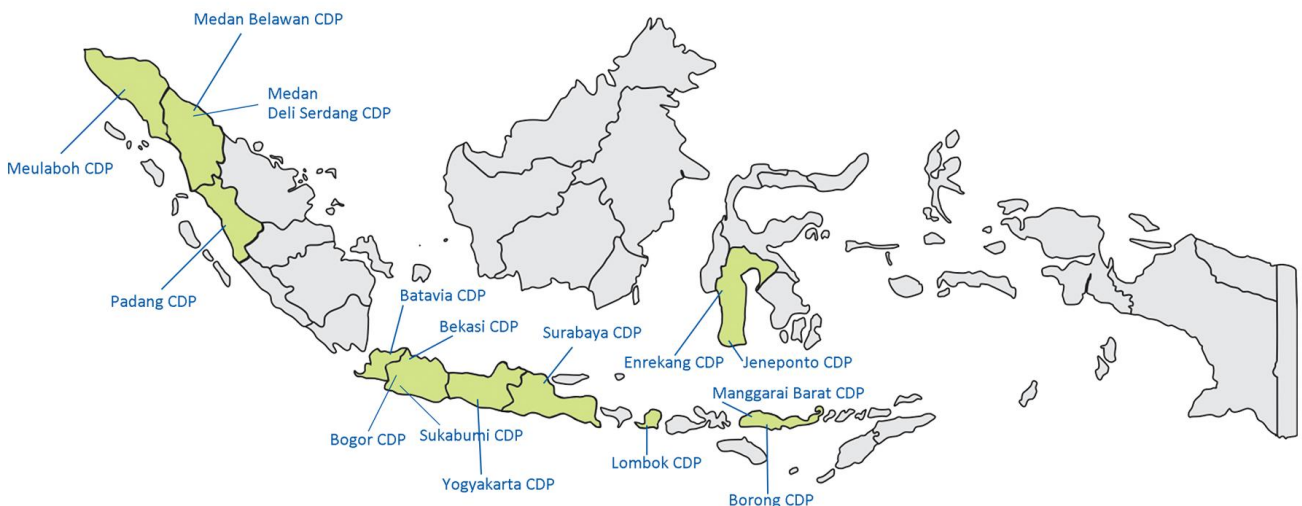 Medan Belawan CDP
Medan
Deli Serdang CDP
Meulaboh CDP
Padang CDP
Batavia CDP
Bekasi CDP
Surabaya CDP
Enrekang CDP
Jeneponto CDP
Manggarai Barat CDP
Bogor CDP
Sukabumi CDP
Lombok CDP
Yogyakarta CDP
Borong CDP